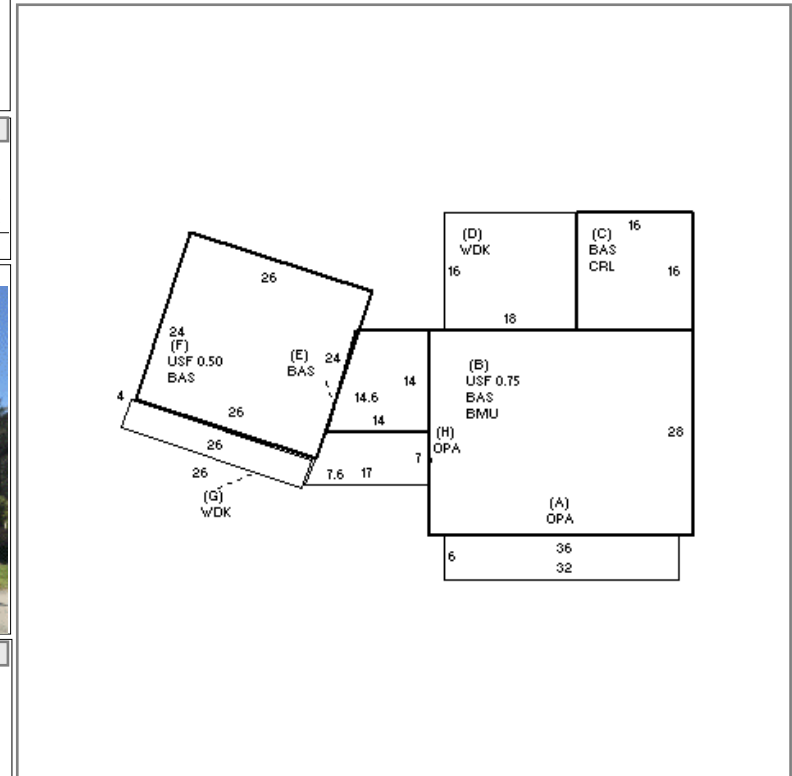 16
(D)
WDK
(C)
BAS
CRL
16
16
18
26
24
(F)
USF 0.50
BAS
(E)
BAS
24
14
14.6
14
(B)
USF 0.75
BAS
BMU
28
4
26
26
26
(G)
WDK
(H)
OPA
7
7.6
17
(A)
OPA
36
6
32